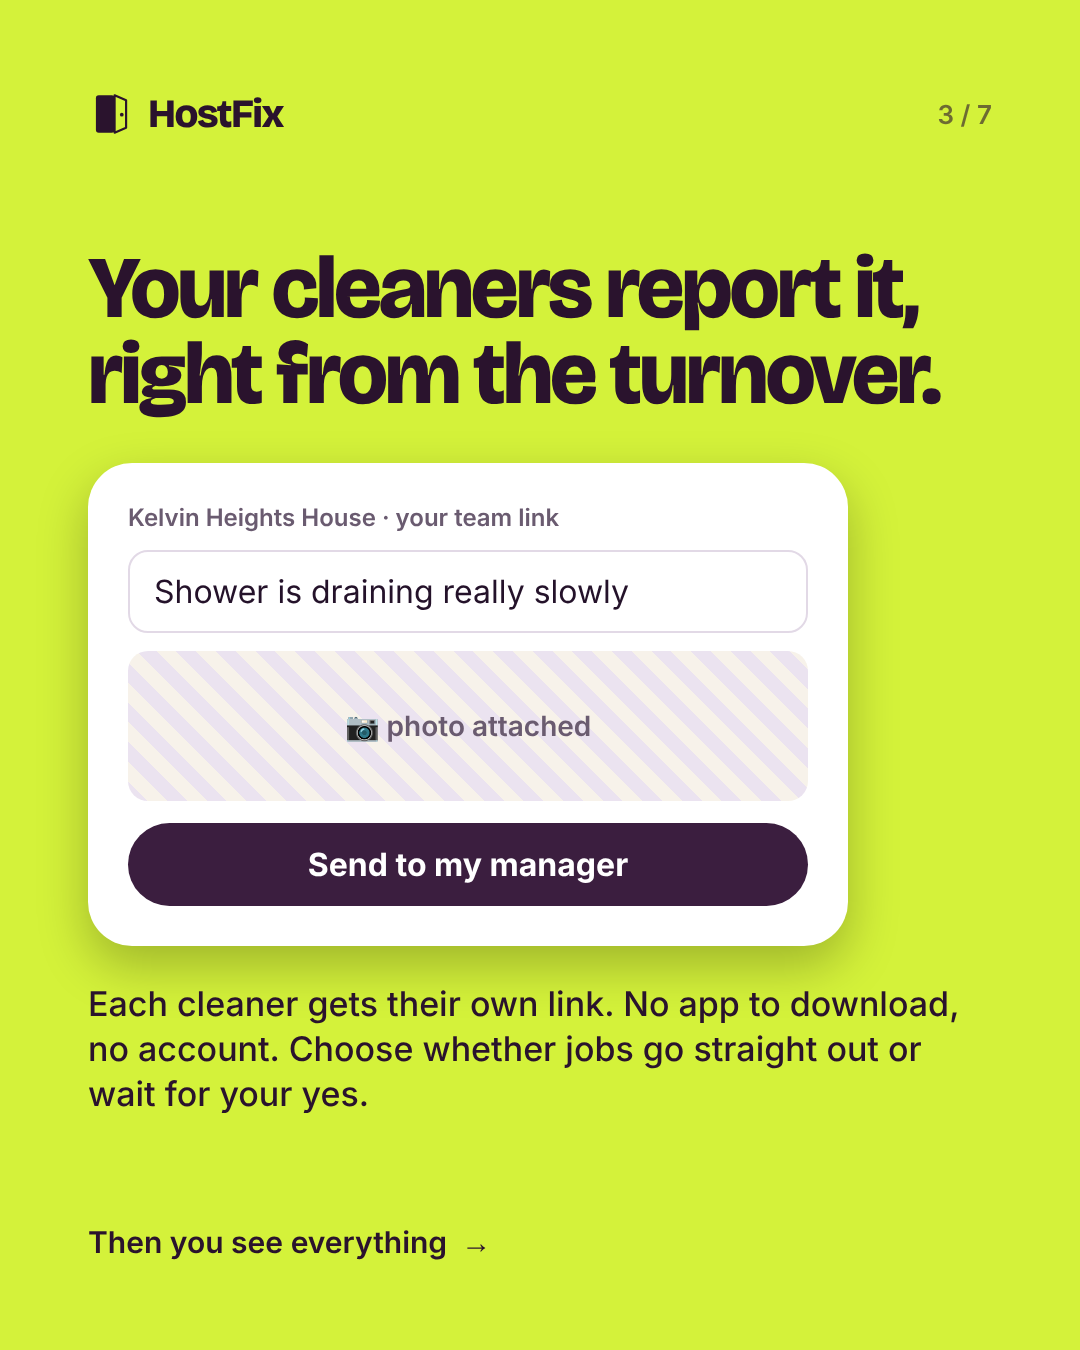 HostFix
3 / 7
Your cleaners report it,
right from the turnover.
Kelvin Heights House · your team link
Shower is draining really slowly
📷 photo attached
Send to my manager
Each cleaner gets their own link. No app to download,
no account. Choose whether jobs go straight out or
wait for your yes.
Then you see everything →